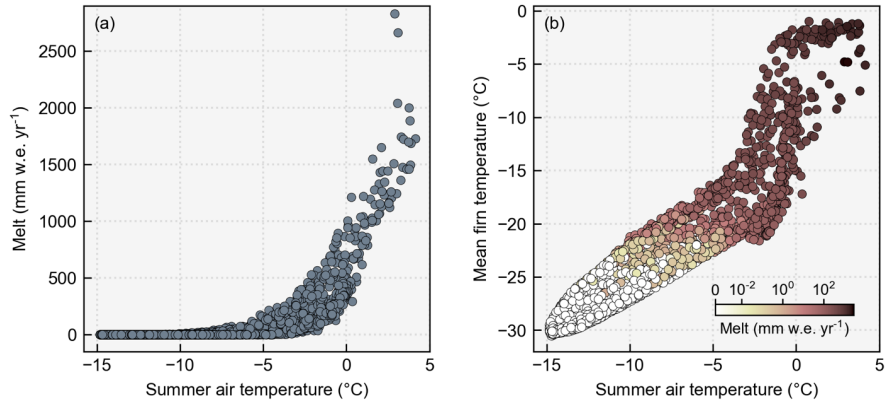 (a)
2500
2000
1500
1000
500
0
−15 −10 −5 0 5
Melt (mm w.e. yr⁻¹)
Summer air temperature (°C)
(b)
0
−5
−10
−15
−20
−25
−30
−15 −10 −5 0 5
Mean firn temperature (°C)
Summer air temperature (°C)
0 10⁻² 10⁰ 10²
Melt (mm w.e. yr⁻¹)